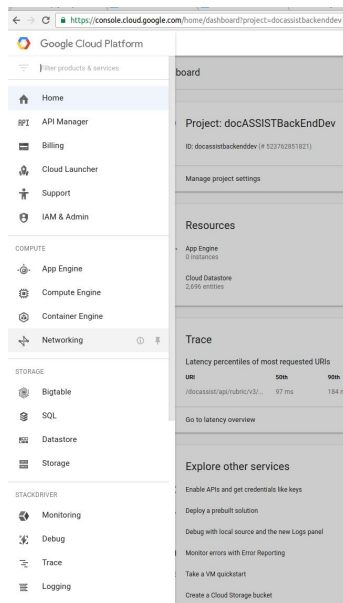 https://console.cloud.google.com/home/dashboard?project=docassistbackenddev
Google Cloud Platform
Filter products & services
board
Home
API API Manager
Billing
Cloud Launcher
Support
IAM & Admin
COMPUTE
App Engine
Compute Engine
Container Engine
Networking
STORAGE
Bigtable
SQL
Datastore
Storage
STACKDRIVER
Monitoring
Debug
Trace
Logging
Project: docASSISTBackEndDev
ID: docassistbackenddev (# 523762851821)
Manage project settings
Resources
App Engine
0 instances
Cloud Datastore
2,696 entities
Trace
Latency percentiles of most requested URIs
URI 50th 90th
/docassist/api/rubric/v3/... 97 ms 184 m
Go to latency overview
Explore other services
Enable APIs and get credentials like keys
Deploy a prebuilt solution
Debug with local source and the new Logs panel
Monitor errors with Error Reporting
Take a VM quickstart
Create a Cloud Storage bucket